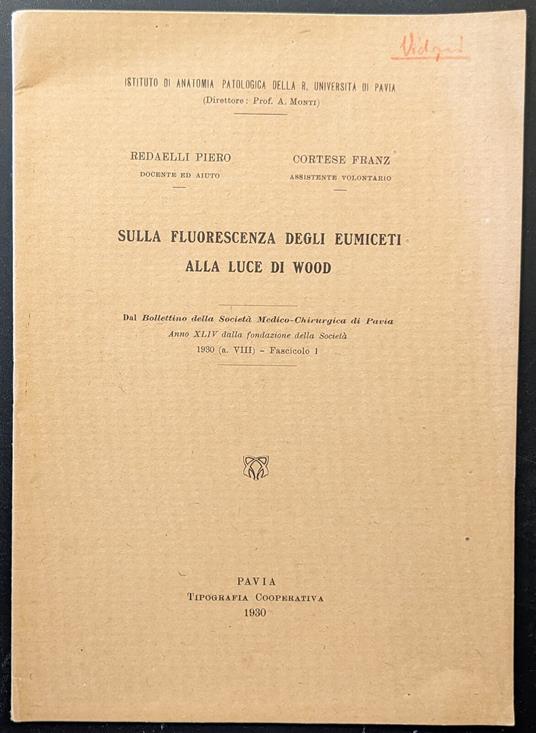 ISTITUTO DI ANATOMIA PATOLOGICA DELLA R. UNIVERSITÀ DI PAVIA
(Direttore: Prof. A. MONTI)
REDAELLI PIERO CORTESE FRANZ
DOCENTE ED AIUTO ASSISTENTE VOLONTARIO
SULLA FLUORESCENZA DEGLI EUMICETI
ALLA LUCE DI WOOD
Dal Bollettino della Società Medico-Chirurgica di Pavia
Anno XLIV dalla fondazione della Società
1930 (a. VIII) - Fascicolo 1
PAVIA
TIPOGRAFIA COOPERATIVA
1930